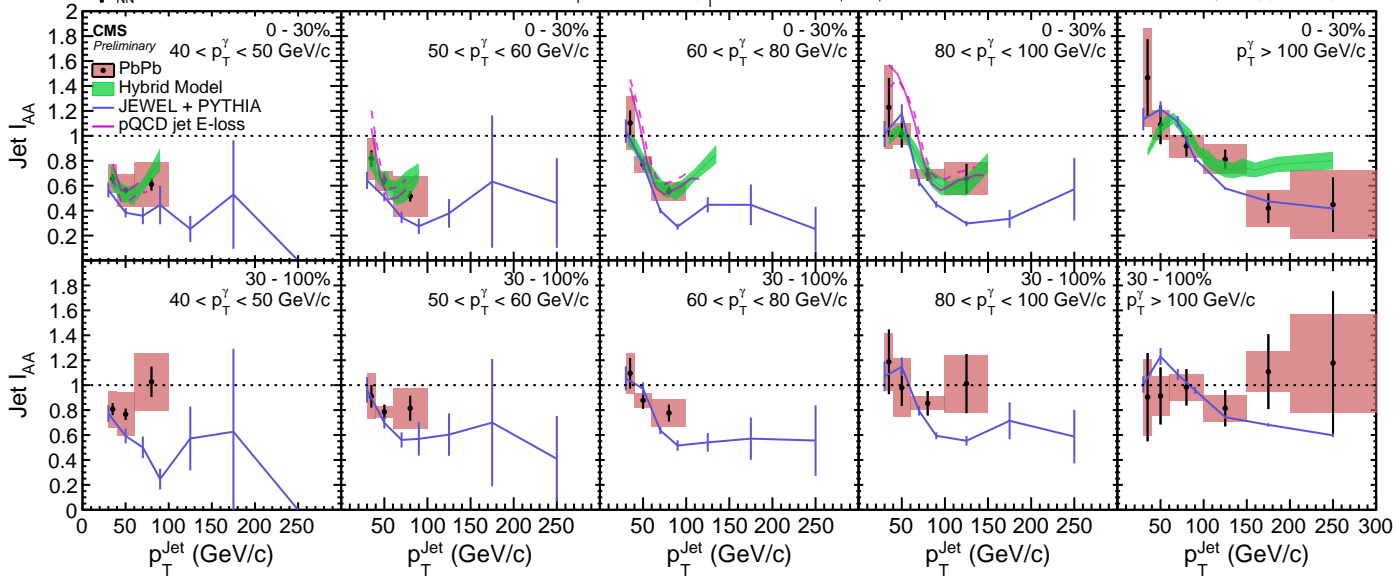 CMS
Preliminary
0 - 30%
40 < p_T^γ < 50 GeV/c
PbPb
Hybrid Model
JEWEL + PYTHIA
pQCD jet E-loss
0 - 30%
50 < p_T^γ < 60 GeV/c
0 - 30%
60 < p_T^γ < 80 GeV/c
0 - 30%
80 < p_T^γ < 100 GeV/c
0 - 30%
p_T^γ > 100 GeV/c
Jet I_AA
2
1.8
1.6
1.4
1.2
1
0.8
0.6
0.4
0.2
30 - 100%
40 < p_T^γ < 50 GeV/c
30 - 100%
50 < p_T^γ < 60 GeV/c
30 - 100%
60 < p_T^γ < 80 GeV/c
30 - 100%
80 < p_T^γ < 100 GeV/c
30 - 100%
p_T^γ > 100 GeV/c
Jet I_AA
1.8
1.6
1.4
1.2
1
0.8
0.6
0.4
0.2
0
0 50 100 150 200 250
50 100 150 200 250
50 100 150 200 250
50 100 150 200 250
50 100 150 200 250 300
p_T^Jet (GeV/c)
p_T^Jet (GeV/c)
p_T^Jet (GeV/c)
p_T^Jet (GeV/c)
p_T^Jet (GeV/c)